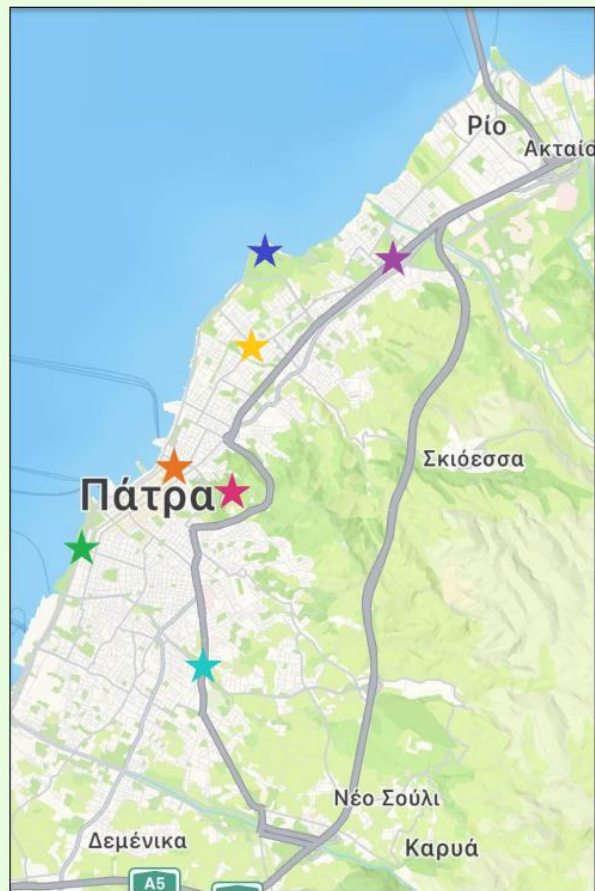 Ρίο
Ακταίο
Σκιόεσσα
Πάτρα
Νέο Σούλι
Δεμένικα
Καρυά
A5